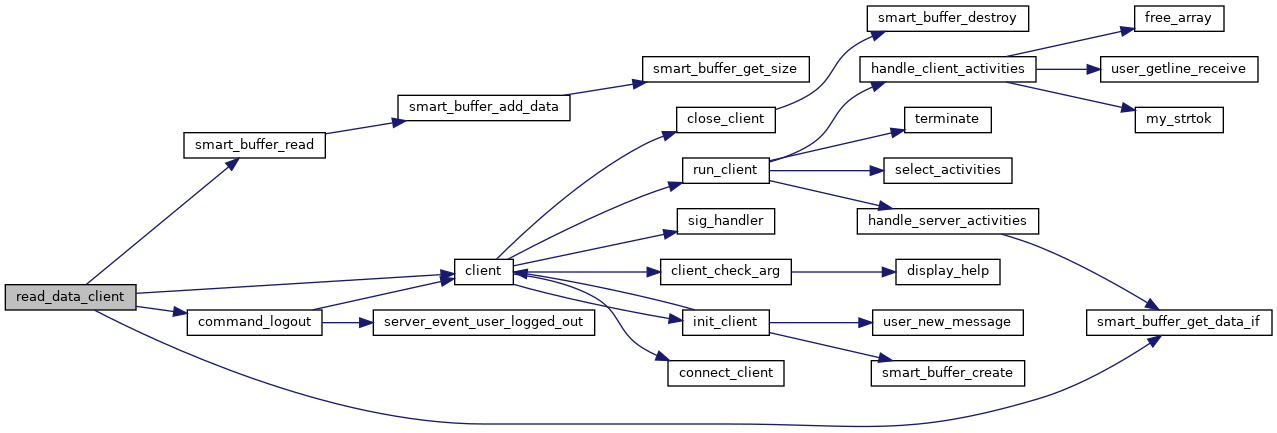 smart_buffer_destroy
free_array
smart_buffer_get_size
handle_client_activities
user_getline_receive
smart_buffer_add_data
close_client
terminate
my_strtok
smart_buffer_read
run_client
select_activities
sig_handler
handle_server_activities
client
client_check_arg
display_help
read_data_client
command_logout
server_event_user_logged_out
init_client
user_new_message
smart_buffer_get_data_if
connect_client
smart_buffer_create